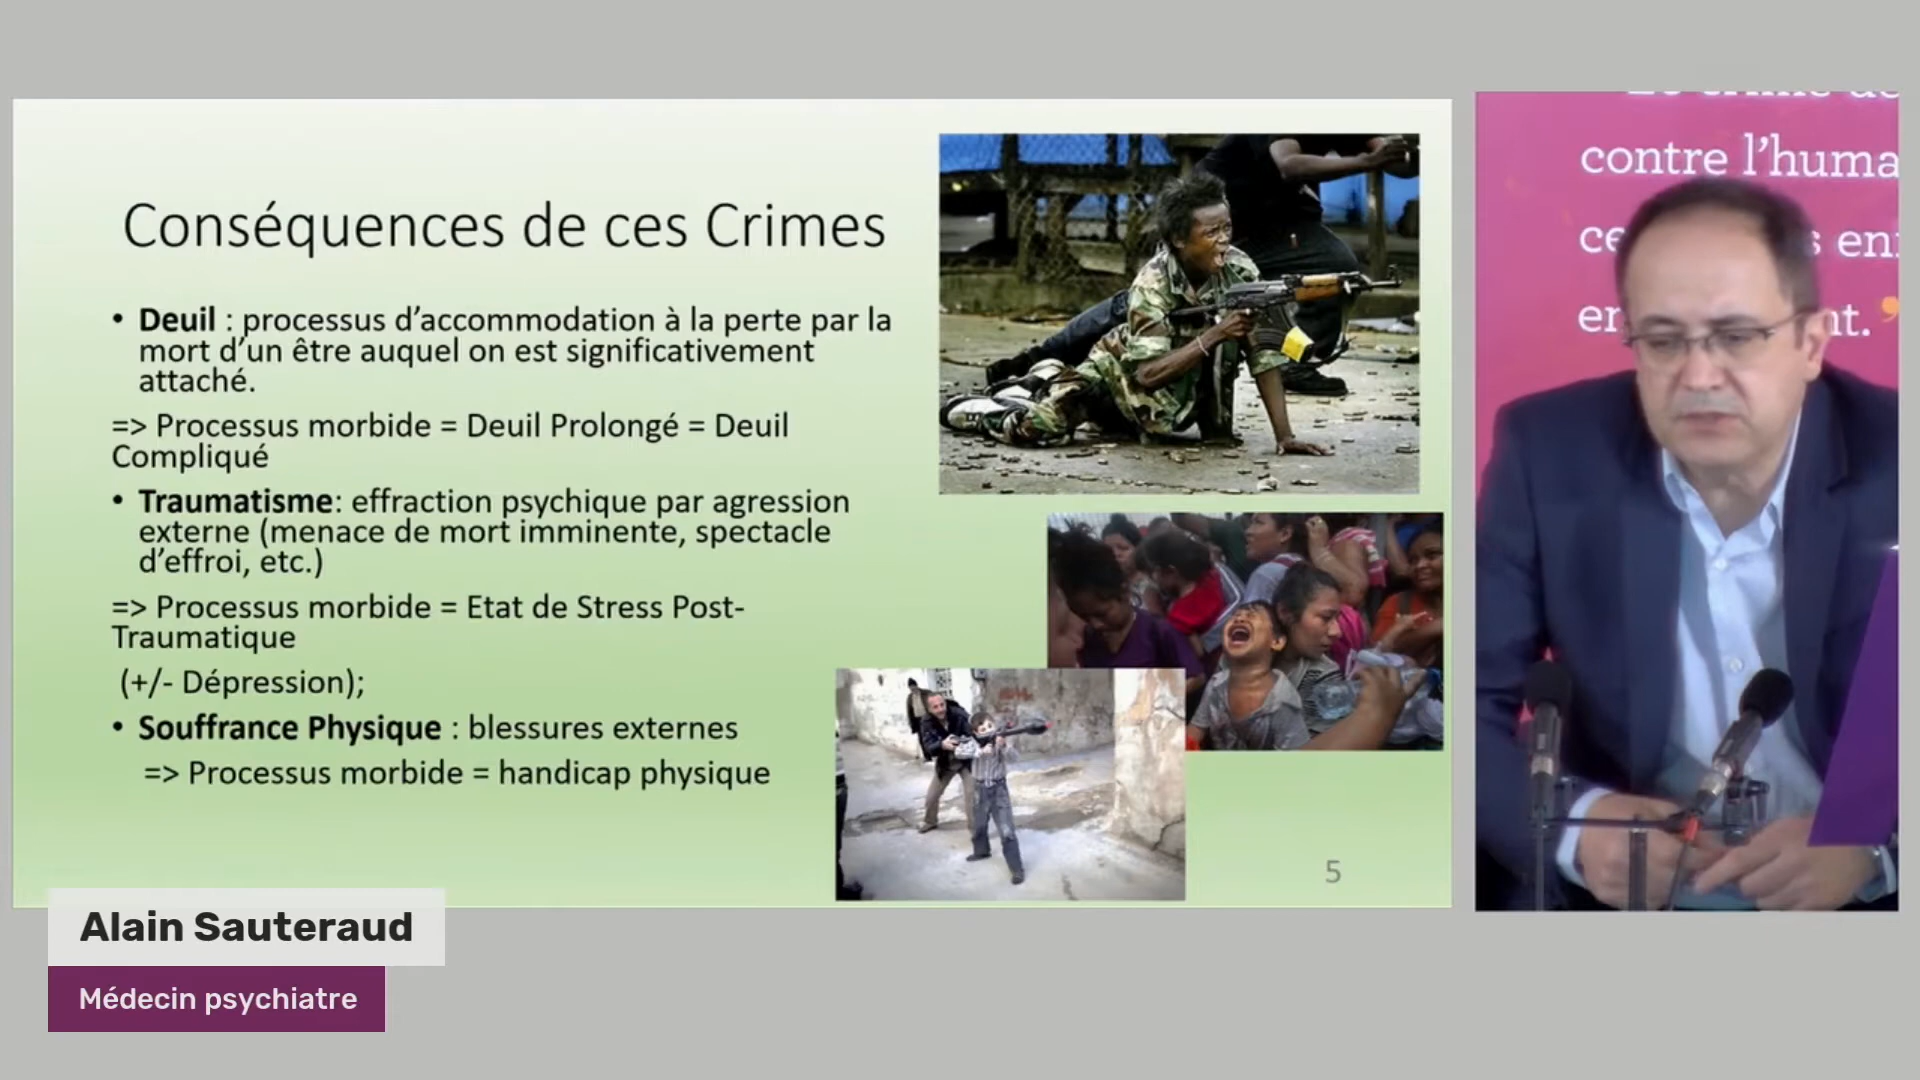 Conséquences de ces Crimes
• Deuil : processus d’accommodation à la perte par la
mort d’un être auquel on est significativement
attaché.
=> Processus morbide = Deuil Prolongé = Deuil
Compliqué
• Traumatisme: effraction psychique par agression
externe (menace de mort imminente, spectacle
d’effroi, etc.)
=> Processus morbide = Etat de Stress Post-
Traumatique
(+/- Dépression);
• Souffrance Physique : blessures externes
=> Processus morbide = handicap physique
5
contre l’huma
Alain Sauteraud
Médecin psychiatre